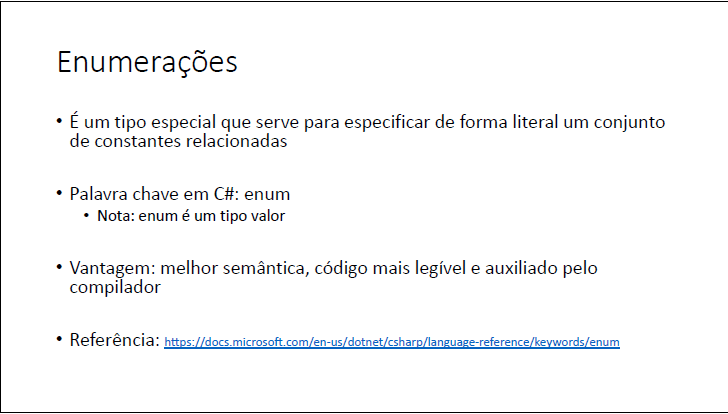 Enumerações
• É um tipo especial que serve para especificar de forma literal um conjunto
de constantes relacionadas
• Palavra chave em C#: enum
• Nota: enum é um tipo valor
• Vantagem: melhor semântica, código mais legível e auxiliado pelo
compilador
• Referência: https://docs.microsoft.com/en-us/dotnet/csharp/language-reference/keywords/enum